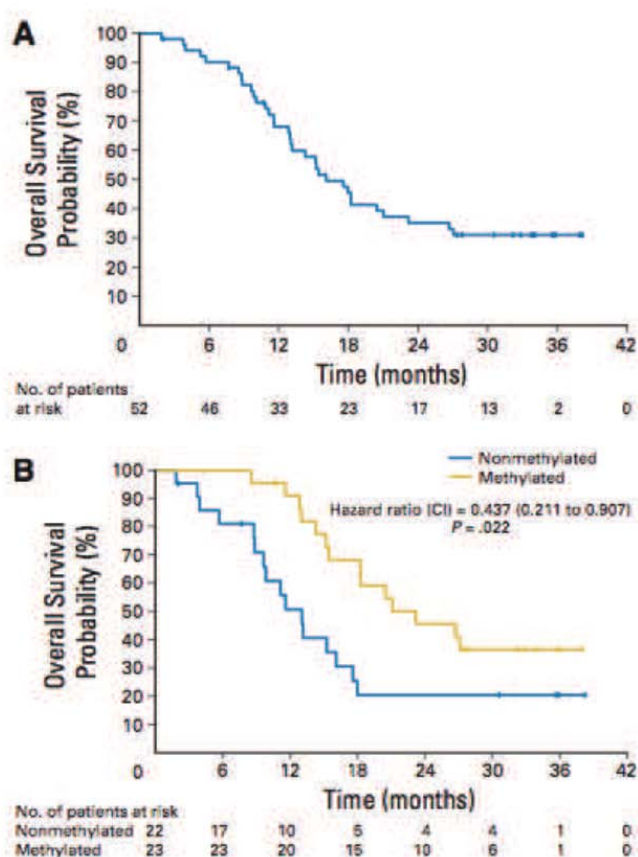 A
Overall Survival
Probability (%)
100
90
80
70
60
50
40
30
20
10
0 6 12 18 24 30 36 42
Time (months)
No. of patients
at risk 52 46 33 23 17 13 2 0
B
Nonmethylated
Methylated
Hazard ratio (CI) = 0.437 (0.211 to 0.907)
P = .022
Overall Survival
Probability (%)
100
90
80
70
60
50
40
30
20
10
0 6 12 18 24 30 36 42
Time (months)
No. of patients at risk
Nonmethylated 22 17 10 5 4 4 1 0
Methylated 23 23 20 15 10 6 1 0